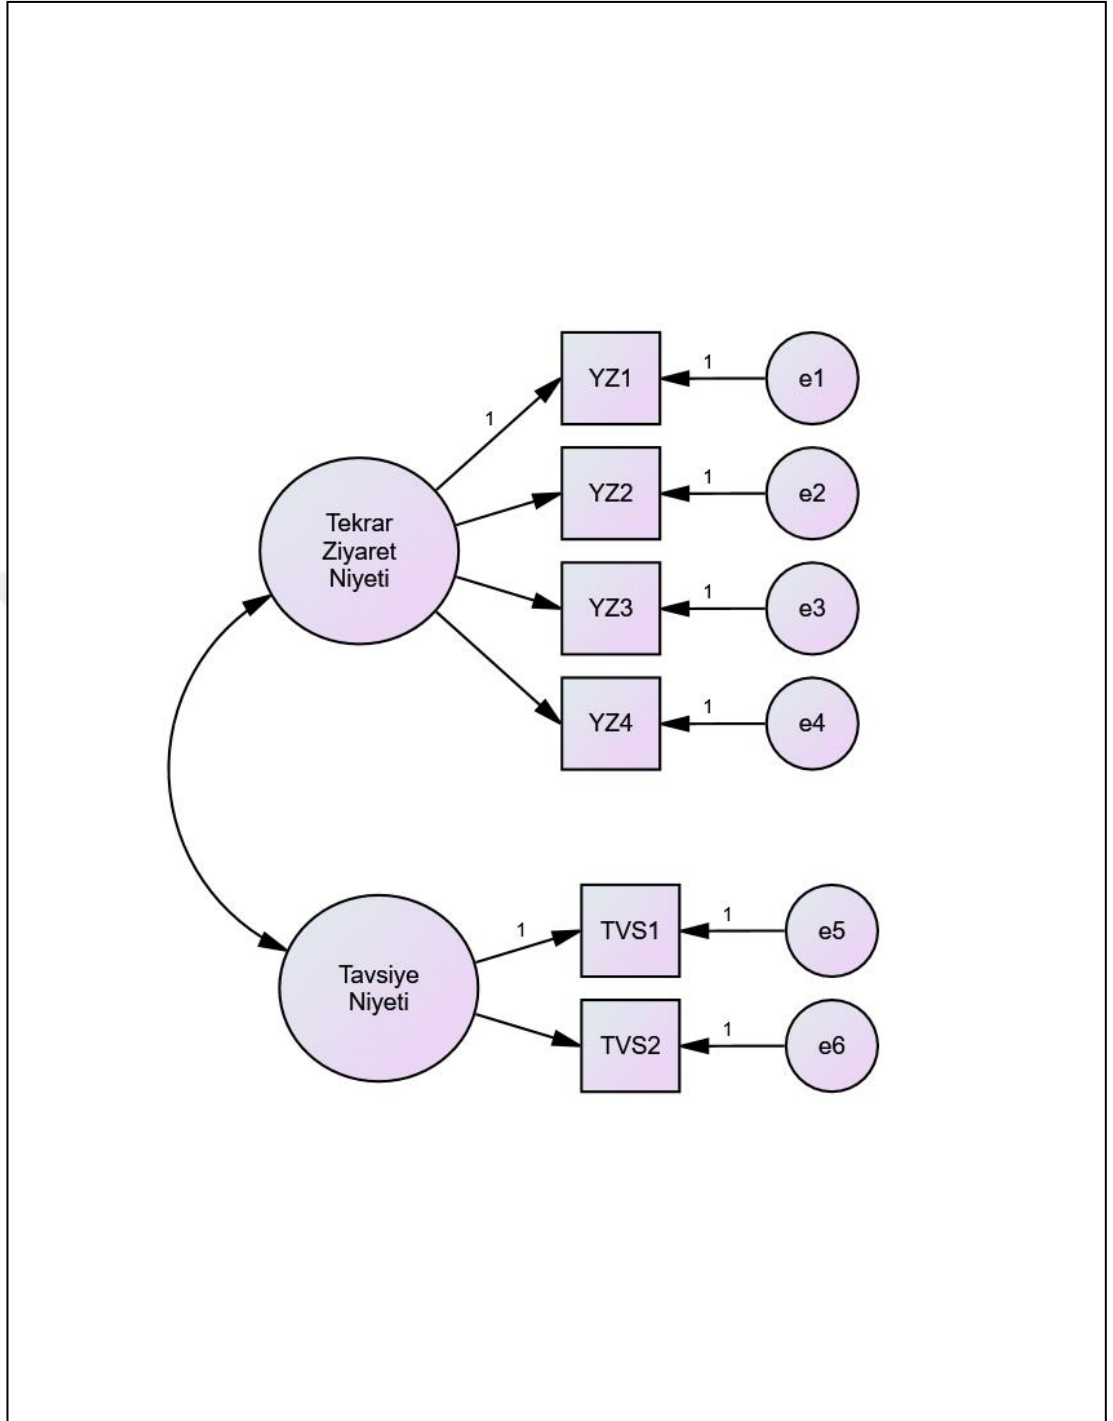 YZ1
1
e1
1
YZ2
1
e2
Tekrar
Ziyaret
Niyeti
YZ3
1
e3
YZ4
1
e4
TVS1
1
e5
1
Tavsiye
Niyeti
TVS2
1
e6